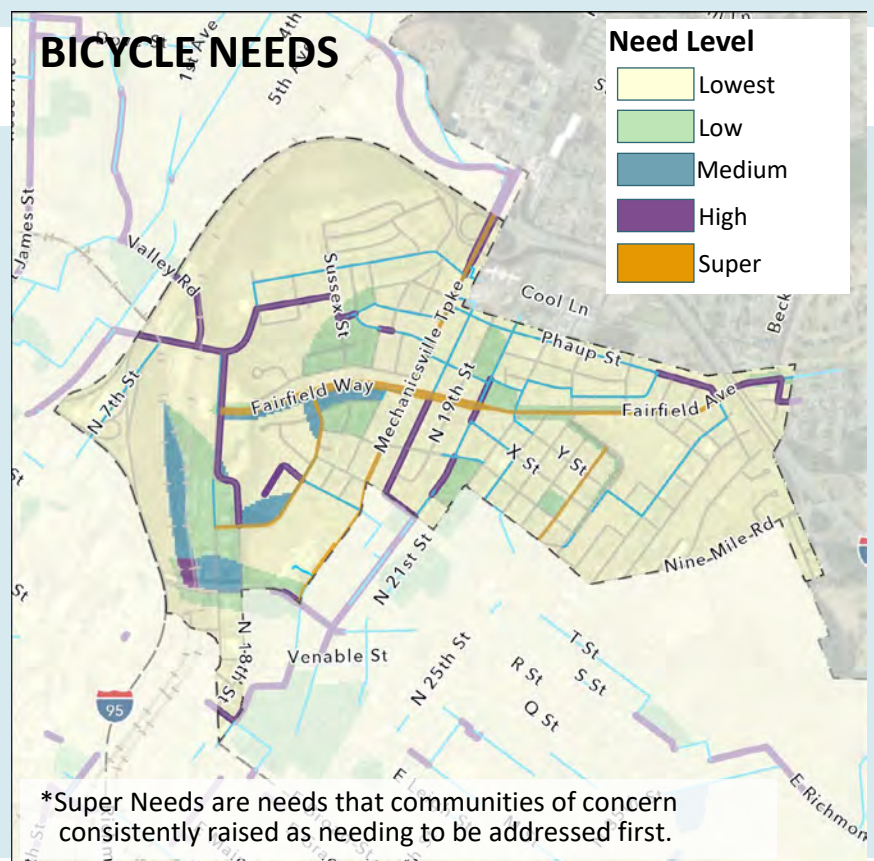 BICYCLE NEEDS
Need Level
Lowest
Low
Medium
High
Super
1st Ave
4th
5th Ave
James St
Valley Rd
Sussex St
Mechanicsville Tpke
Cool Ln
Phaup St
N 7th St
Fairfield Way
N 19th St
Fairfield Ave
X St
Y St
Nine Mile Rd
N 21st St
N 18th St
Venable St
N 25th St
T St
S St
R St
Q St
95
E Richmon
*Super Needs are needs that communities of concern
consistently raised as needing to be addressed first.